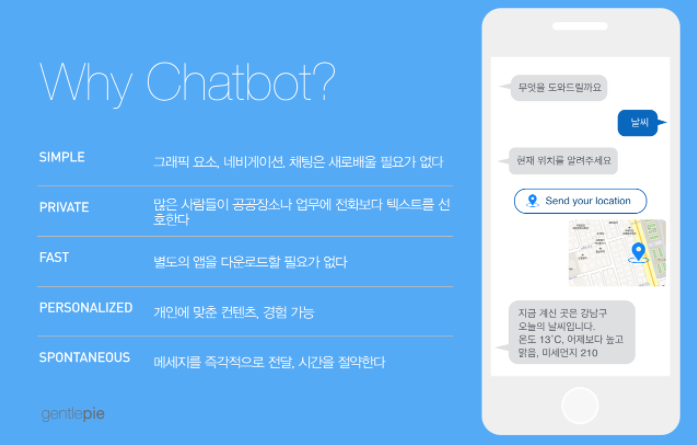 Why Chatbot?
SIMPLE
그래픽 요소, 네비게이션, 채팅은 새로배울 필요가 없다
PRIVATE
많은 사람들이 공공장소나 업무에 전화보다 텍스트를 선
호한다
FAST
별도의 앱을 다운로드할 필요가 없다
PERSONALIZED
개인에 맞춘 컨텐츠, 경험 가능
SPONTANEOUS
메세지를 즉각적으로 전달, 시간을 절약한다
gentlepie
무엇을 도와드릴까요
날씨
현재 위치를 알려주세요
Send your location
지금 계신 곳은 강남구
오늘의 날씨입니다.
온도 13˚C, 어제보다 높고
맑음, 미세먼지 210